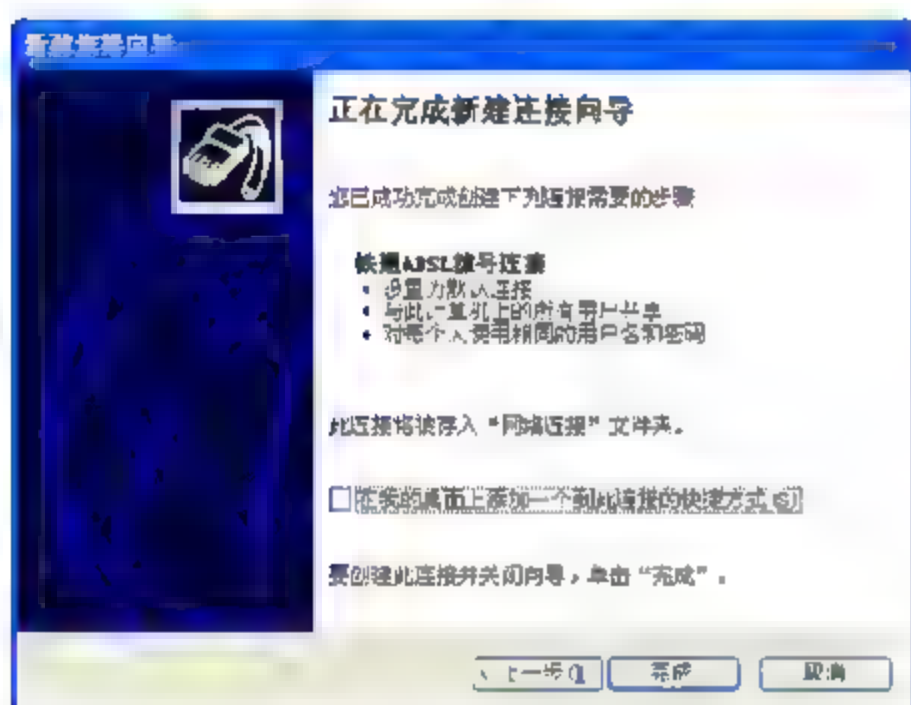 新建连接向导
正在完成新建连接向导
您已成功完成创建下列连接需要的步骤
铁通ADSL拨号连接
• 设置为默认连接
• 与此计算机上的所有用户共享
• 对每个人使用相同的用户名和密码
此连接将被存入“网络连接”文件夹。
在我的桌面上添加一个到此连接的快捷方式(S)
要创建此连接并关闭向导，单击“完成”。
上一步
完成
取消